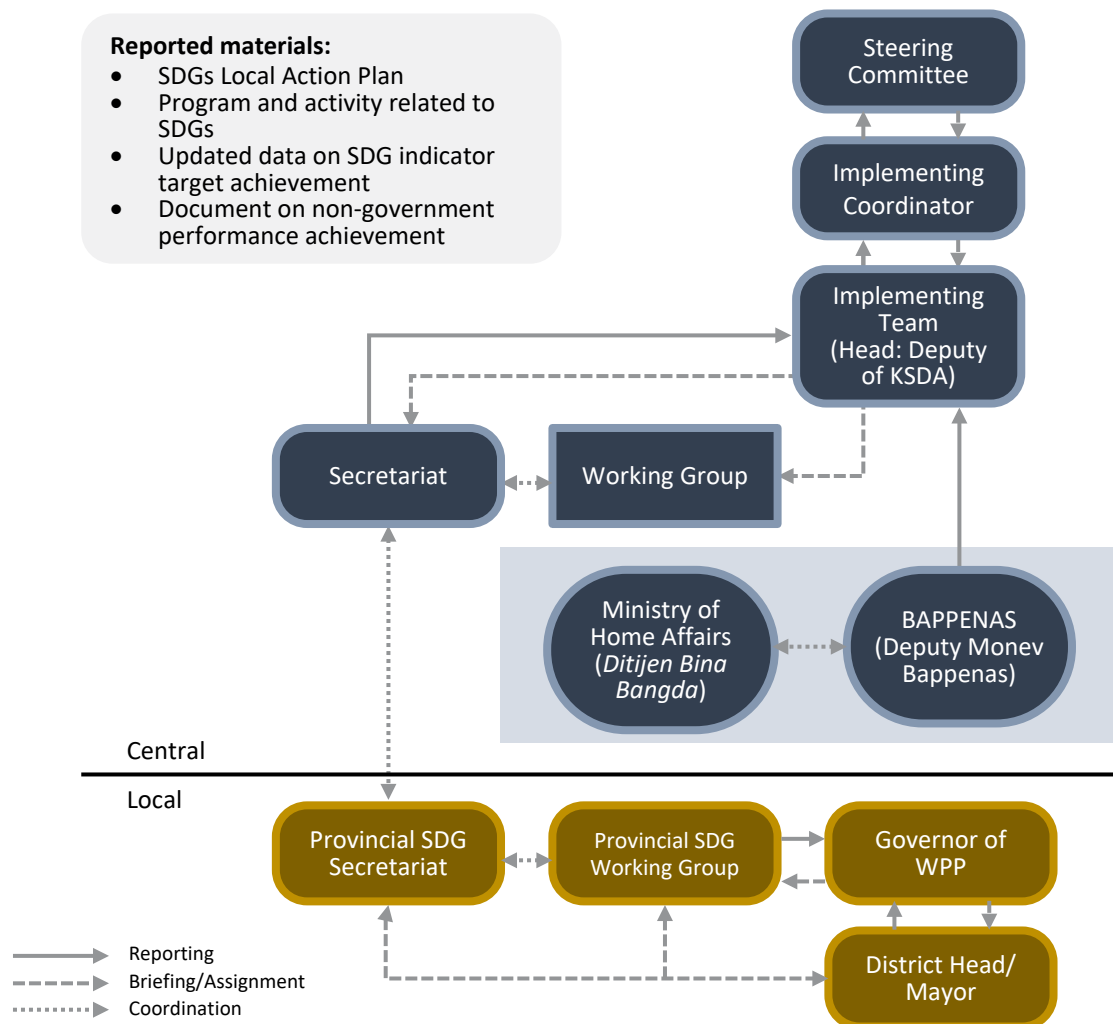 Reported materials:
• SDGs Local Action Plan
• Program and activity related to
SDGs
• Updated data on SDG indicator
target achievement
• Document on non-government
performance achievement
Steering
Committee
Implementing
Coordinator
Implementing
Team
(Head: Deputy
of KSDA)
Secretariat
Working Group
Ministry of
Home Affairs
(Ditijen Bina
Bangda)
BAPPENAS
(Deputy Monev
Bappenas)
Central
Local
Provincial SDG
Secretariat
Provincial SDG
Working Group
Governor of
WPP
District Head/
Mayor
Reporting
Briefing/Assignment
Coordination